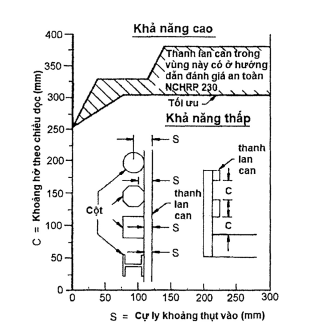 Khả năng cao
Thanh lan can trong
vùng này có ở hướng
dẫn đánh giá an toàn
NCHRP 230
Tối ưu
Khả năng thấp
400
350
300
250
200
150
100
50
0
C = Khoảng hở theo chiều dọc (mm)
S
S
S
S
Cột
thanh
lan
can
thanh
lan
can
C
C
0
50
100
150
200
250
300
S = Cự ly khoảng thụt vào (mm)